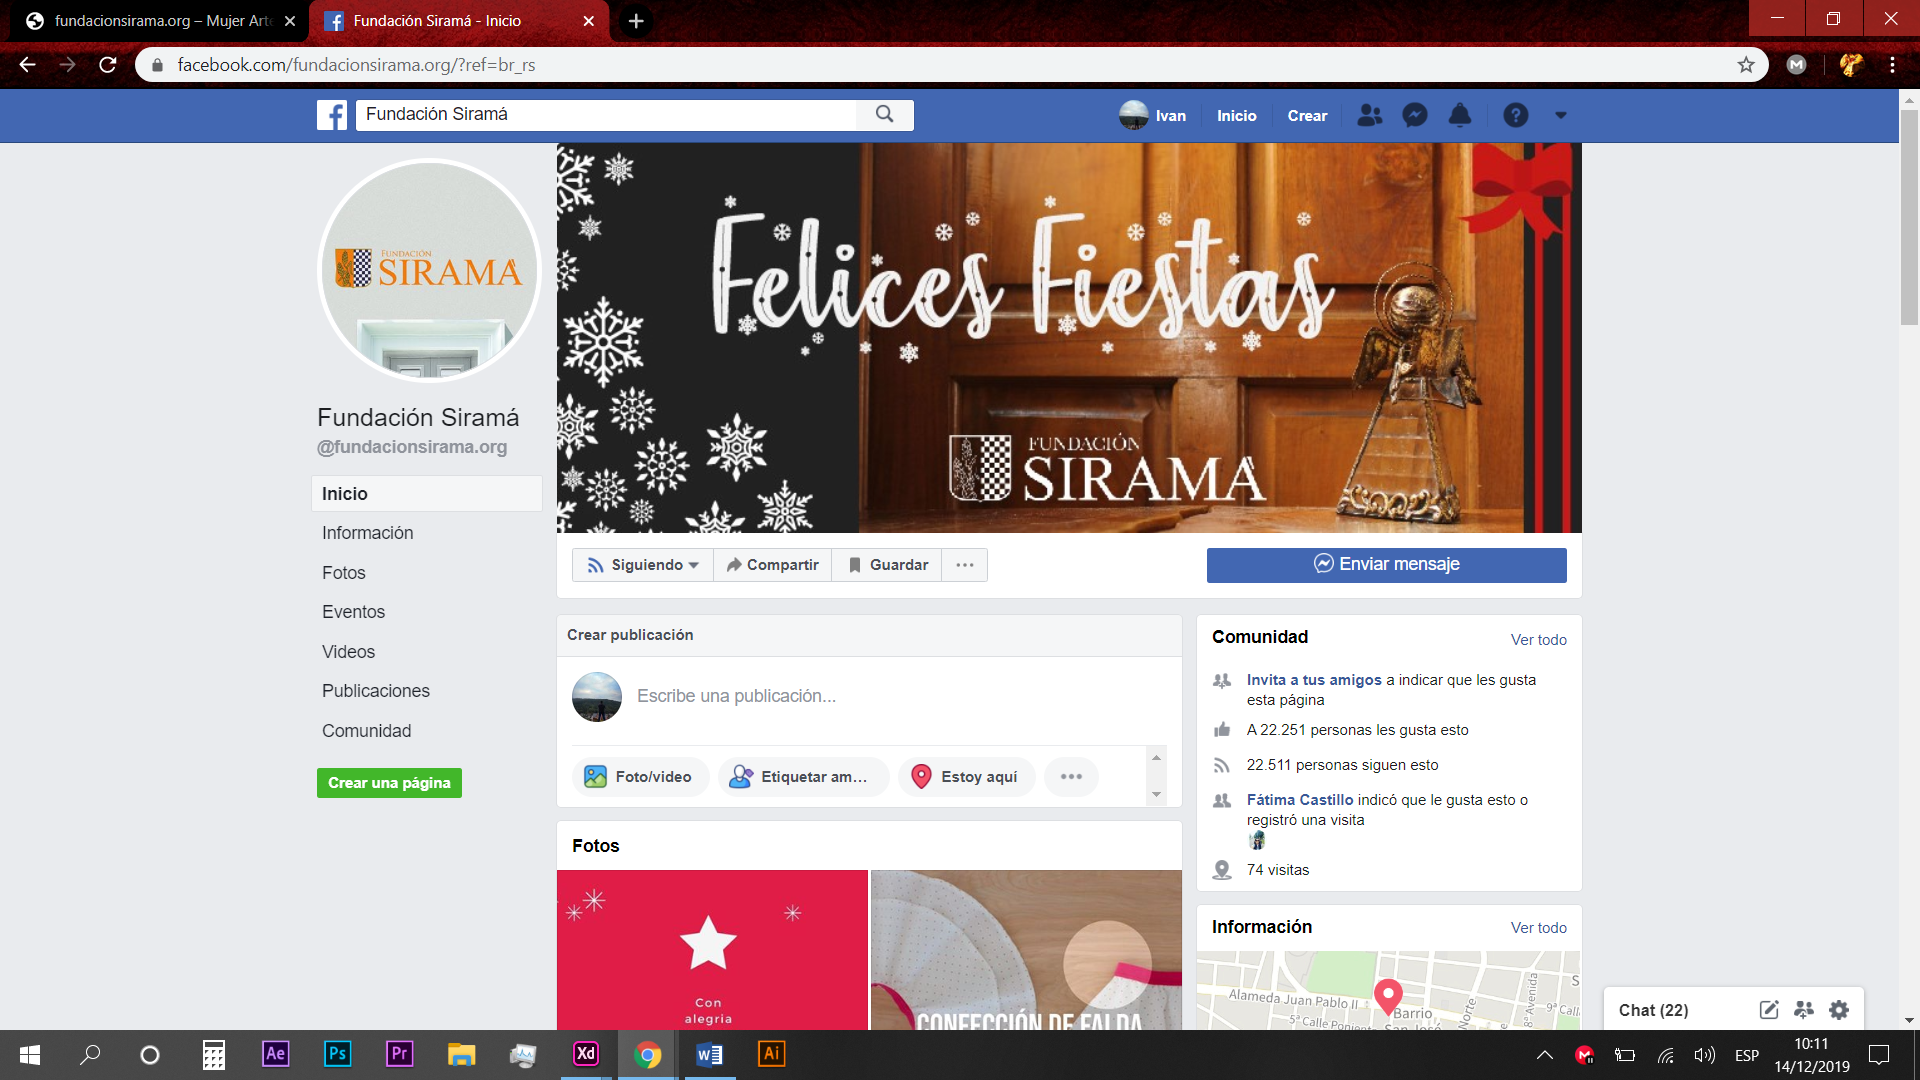 fundacionsirama.org – Mujer Arte
Fundación Siramá - Inicio
facebook.com/fundacionsirama.org/?ref=br_rs
Fundación Siramá
Ivan
Inicio
Crear
FUNDACIÓN
SIRAMÁ
Felices Fiestas
FUNDACIÓN
SIRAMÁ
Fundación Siramá
@fundacionsirama.org
Inicio
Información
Fotos
Eventos
Videos
Publicaciones
Comunidad
Crear una página
Siguiendo
Compartir
Guardar
Enviar mensaje
Crear publicación
Escribe una publicación...
Foto/video
Etiquetar am...
Estoy aquí
Fotos
Con
alegria
CONFECCIÓN DE FALDA
Comunidad
Ver todo
Invita a tus amigos a indicar que les gusta
esta página
A 22.251 personas les gusta esto
22.511 personas siguen esto
Fátima Castillo indicó que le gusta esto o
registró una visita
74 visitas
Información
Ver todo
Alameda Juan Pablo II
5ª Calle Poniente
Barrio
San José
Norte
8ª Avenida
9ª Cal
S
Chat (22)
Ae
Ps
Pr
Xd
Ai
ESP
10:11
14/12/2019